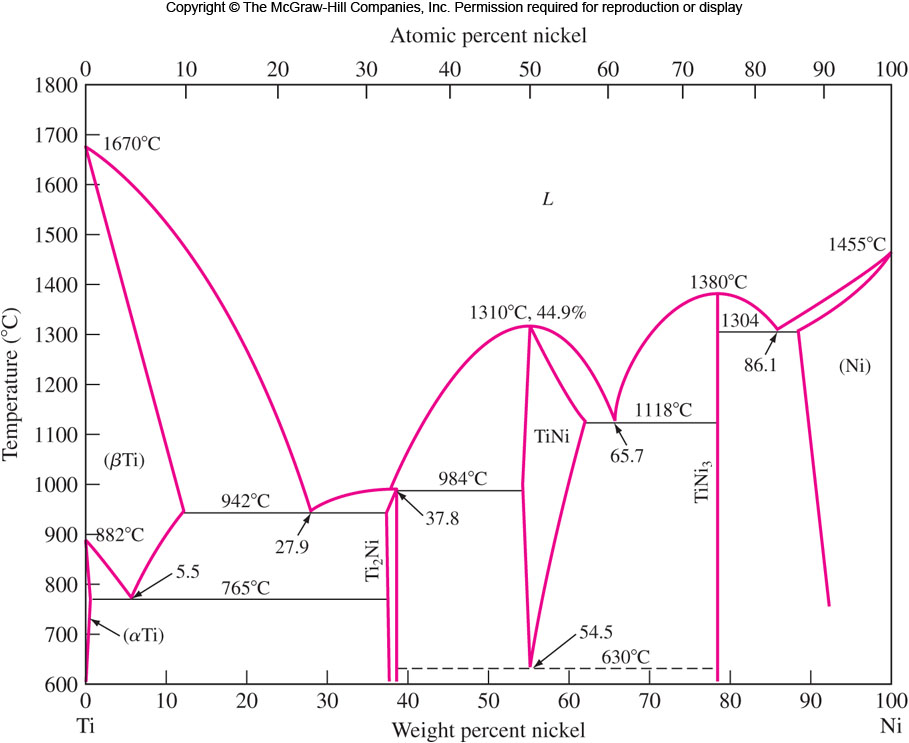 Copyright © The McGraw-Hill Companies, Inc. Permission required for reproduction or display
Atomic percent nickel
0 10 20 30 40 50 60 70 80 90 100
1800
1700
1670°C
1600
L
1500
1455°C
1400
1380°C
1310°C, 44.9%
1304
1300
86.1
(Ni)
1200
1118°C
1100
TiNi
65.7
(βTi)
TiNi₃
1000
984°C
942°C
37.8
900
882°C
27.9
Ti₂Ni
5.5
800
765°C
700
(αTi)
54.5
630°C
600
Temperature (°C)
0 10 20 30 40 50 60 70 80 90 100
Ti
Weight percent nickel
Ni